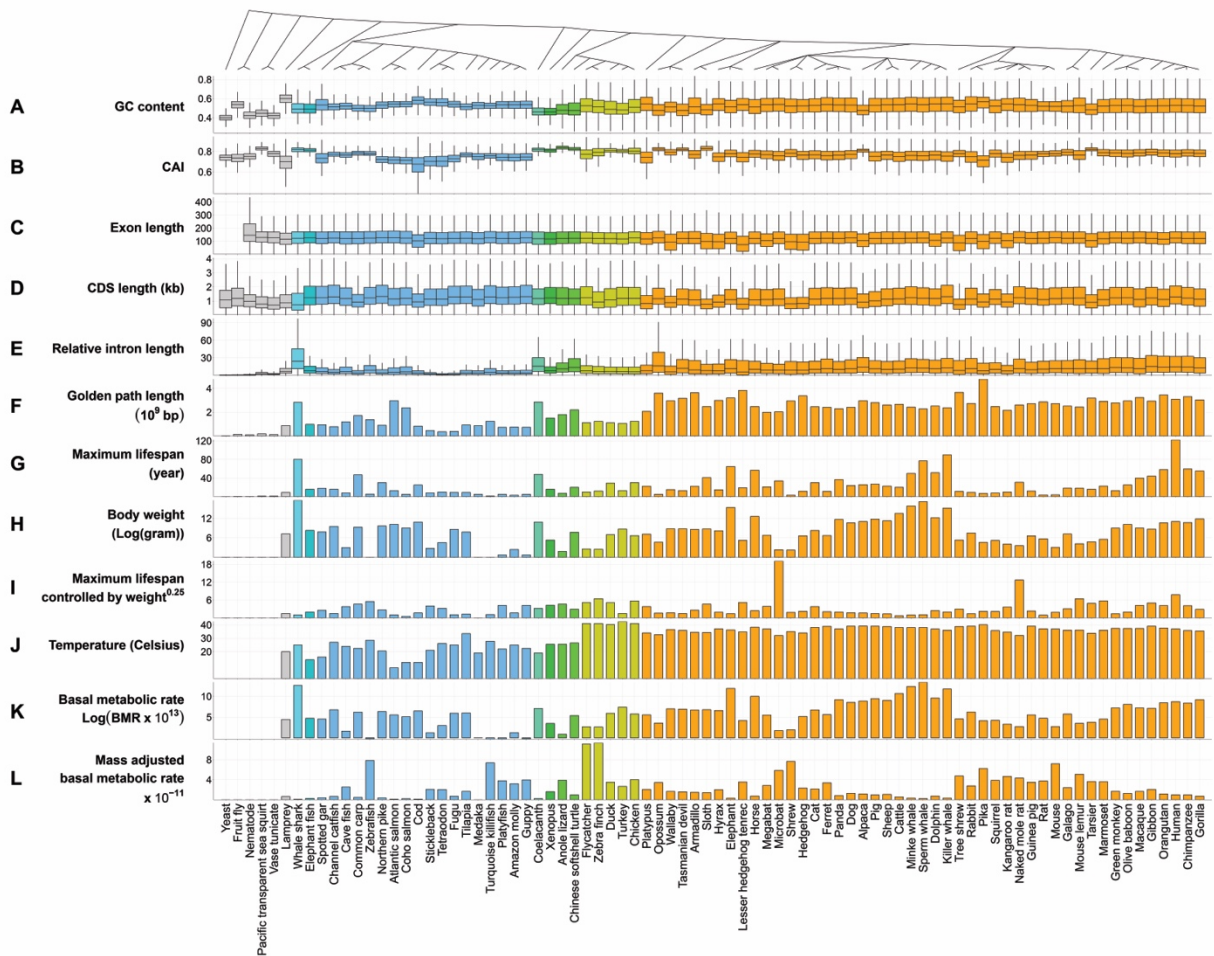 A GC content 0.8 0.6 0.4
B CAI 0.8 0.6
C Exon length 400 300 200 100
D CDS length (kb) 4 3 2 1
E Relative intron length 90 60 30
F Golden path length (10⁹ bp) 4 2
G Maximum lifespan (year) 120 80 40
H Body weight (Log(gram)) 12 6
I Maximum lifespan controlled by weight⁰·²⁵ 18 12 6
J Temperature (Celsius) 40 30 20
K Basal metabolic rate Log(BMR x 10¹³) 10 5
L Mass adjusted basal metabolic rate x 10⁻¹¹ 8 4
Yeast
Fruit fly
Nematode
Pacific transparent sea squirt
Vase tunicate
Lamprey
Whale shark
Elephant fish
Spotted gar
Channel catfish
Cave fish
Common carp
Zebrafish
Northern pike
Atlantic salmon
Coho salmon
Cod
Stickleback
Tetraodon
Fugu
Tilapia
Medaka
Turquoise killifish
Platyfish
Amazon molly
Guppy
Coelacanth
Xenopus
Anole lizard
Chinese softshell turtle
Flycatcher
Zebra finch
Duck
Turkey
Chicken
Platypus
Opossum
Wallaby
Tasmanian devil
Armadillo
Sloth
Hyrax
Elephant
Lesser hedgehog tenrec
Horse
Megabat
Microbat
Shrew
Hedgehog
Cat
Ferret
Panda
Dog
Alpaca
Pig
Sheep
Cattle
Minke whale
Sperm whale
Dolphin
Killer whale
Tree shrew
Rabbit
Pika
Squirrel
Kangaroo rat
Naked mole rat
Guinea pig
Rat
Mouse
Galago
Mouse lemur
Tarsier
Marmoset
Green monkey
Olive baboon
Macaque
Gibbon
Orangutan
Human
Chimpanzee
Gorilla